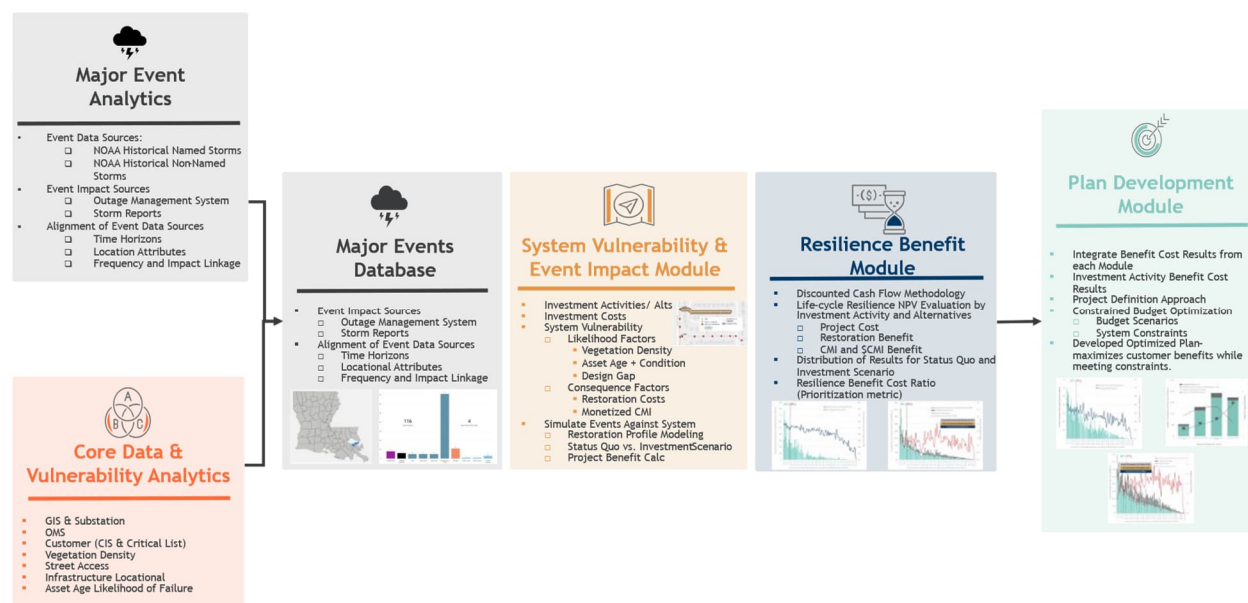 Major Event
Analytics
Event Data Sources:
NOAA Historical Named Storms
NOAA Historical Non-Named
Storms
Event Impact Sources
Outage Management System
Storm Reports
Alignment of Event Data Sources
Time Horizons
Location Attributes
Frequency and Impact Linkage
A
B C
Core Data &
Vulnerability Analytics
GIS & Substation
OMS
Customer (CIS & Critical List)
Vegetation Density
Street Access
Infrastructure Locational
Asset Age Likelihood of Failure
Major Events
Database
Event Impact Sources
Outage Management System
Storm Reports
Alignment of Event Data Sources
Time Horizons
Locational Attributes
Frequency and Impact Linkage
System Vulnerability &
Event Impact Module
Investment Activities/ Alts
Investment Costs
System Vulnerability
Likelihood Factors
Vegetation Density
Asset Age + Condition
Design Gap
Consequence Factors
Restoration Costs
Monetized CMI
Simulate Events Against System
Restoration Profile Modeling
Status Quo vs. InvestmentScenario
Project Benefit Calc
($)
Resilience Benefit
Module
Discounted Cash Flow Methodology
Life-cycle Resilience NPV Evaluation by
Investment Activity and Alternatives
Project Cost
Restoration Benefit
CMI and $CMI Benefit
Distribution of Results for Status Quo and
Investment Scenario
Resilience Benefit Cost Ratio
(Prioritization metric)
Plan Development
Module
Integrate Benefit Cost Results from
each Module
Investment Activity Benefit Cost
Results
Project Definition Approach
Constrained Budget Optimization
Budget Scenarios
System Constraints
Developed Optimized Plan-
maximizes customer benefits while
meeting constraints.